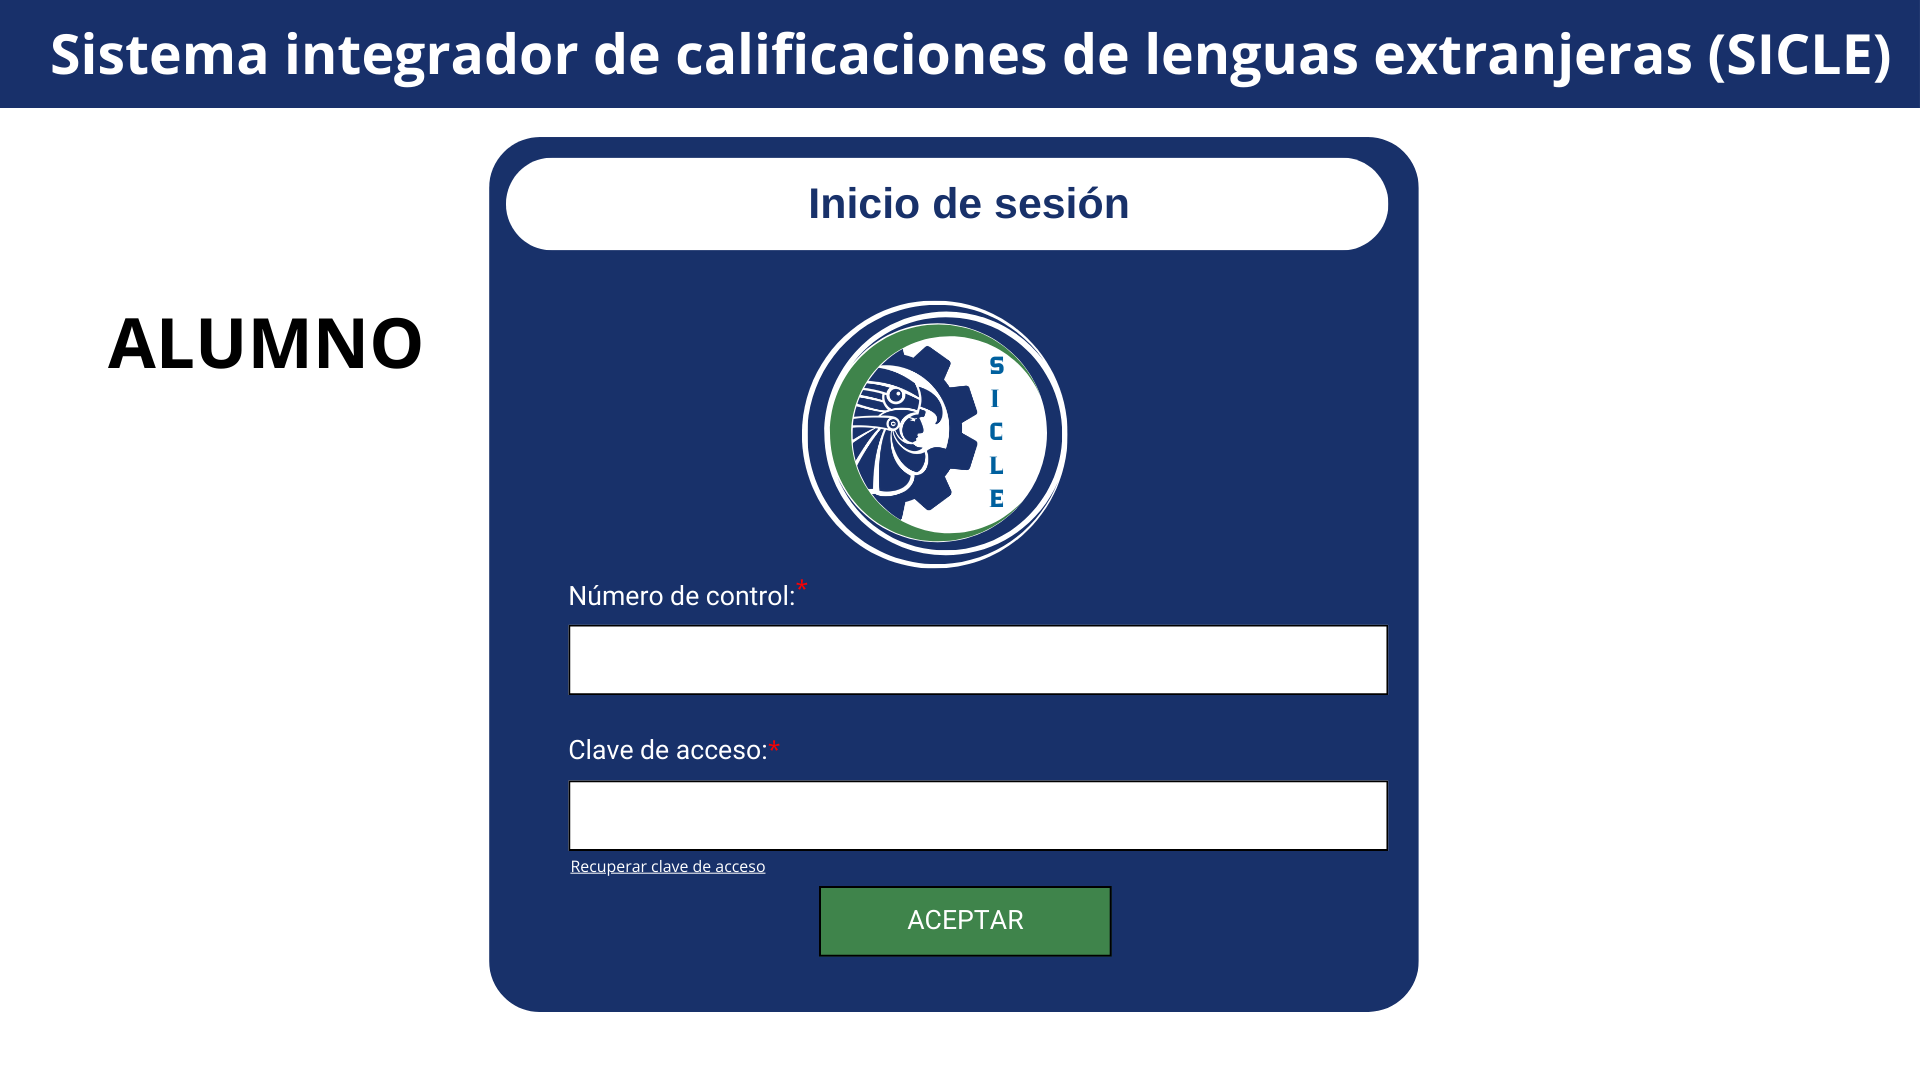 Sistema integrador de calificaciones de lenguas extranjeras (SICLE)
Inicio de sesión
ALUMNO
S
I
C
L
E
Número de control:*
Clave de acceso:*
Recuperar clave de acceso
ACEPTAR